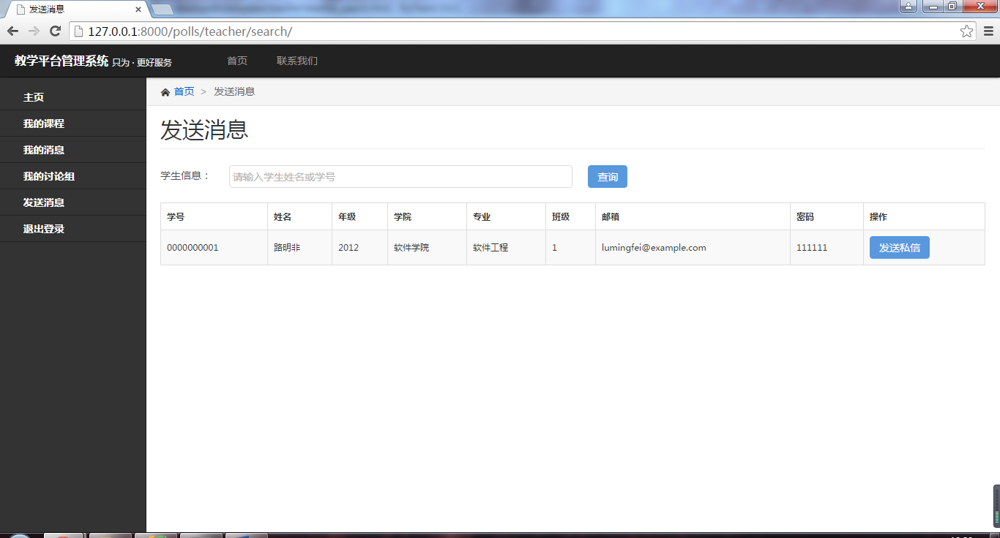 发送消息
127.0.0.1:8000/polls/teacher/search/
教学平台管理系统 只为·更好服务 首页 联系我们
主页
我的课程
我的消息
我的讨论组
发送消息
退出登录
首页 > 发送消息
发送消息
学生信息： 请输入学生姓名或学号 查询
学号 姓名 年级 学院 专业 班级 邮箱 密码 操作
0000000001 路明非 2012 软件学院 软件工程 1 lumingfei@example.com 111111 发送私信